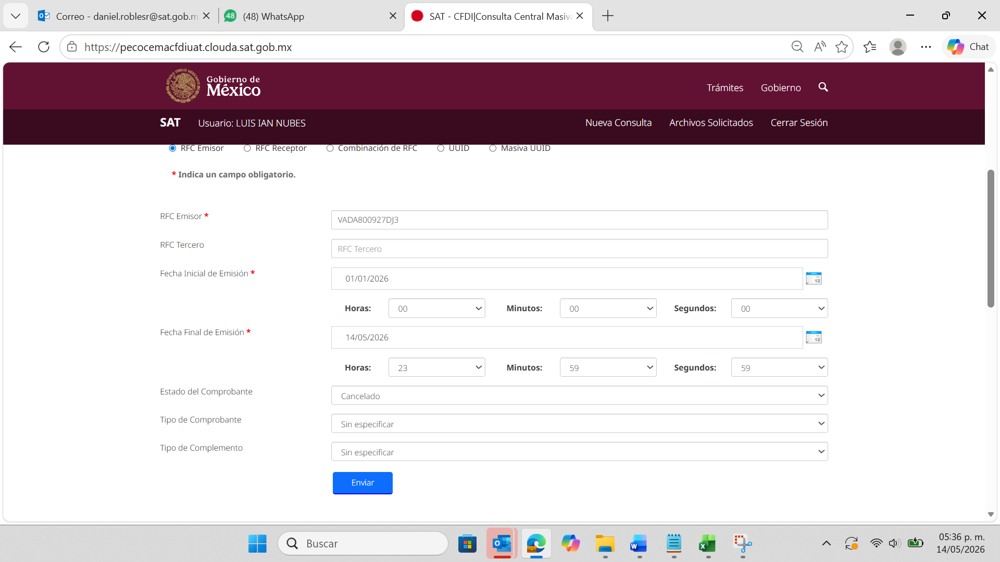 Correo - daniel.roblesr@sat.gob.m
48
(48) WhatsApp
SAT - CFDI|Consulta Central Masiva
https://pecocemacfdiuat.clouda.sat.gob.mx
Chat
Gobierno de
México
Trámites
Gobierno
SAT
Usuario: LUIS IAN NUBES
Nueva Consulta
Archivos Solicitados
Cerrar Sesión
RFC Emisor
RFC Receptor
Combinación de RFC
UUID
Masiva UUID
* Indica un campo obligatorio.
RFC Emisor *
VADA800927DJ3
RFC Tercero
RFC Tercero
Fecha Inicial de Emisión *
01/01/2026
12
Horas:
00
Minutos:
00
Segundos:
00
Fecha Final de Emisión *
14/05/2026
12
Horas:
23
Minutos:
59
Segundos:
59
Estado del Comprobante
Cancelado
Tipo de Comprobante
Sin especificar
Tipo de Complemento
Sin especificar
Enviar
Buscar
05:36 p. m.
14/05/2026